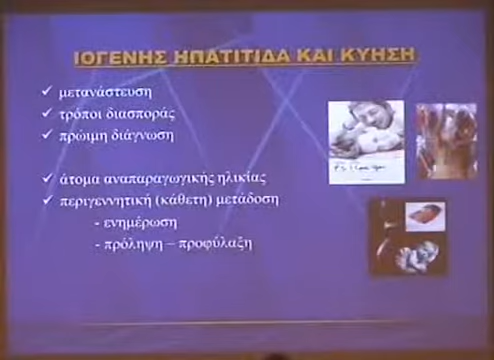 ΙΟΓΕΝΗΣ ΗΠΑΤΙΤΙΔΑ ΚΑΙ ΚΥΗΣΗ
✓ μετανάστευση
✓ τρόποι διασποράς
✓ πρώιμη διάγνωση
✓ άτομα αναπαραγωγικής ηλικίας
✓ περιγεννητική (κάθετη) μετάδοση
- ενημέρωση
- πρόληψη – προφύλαξη